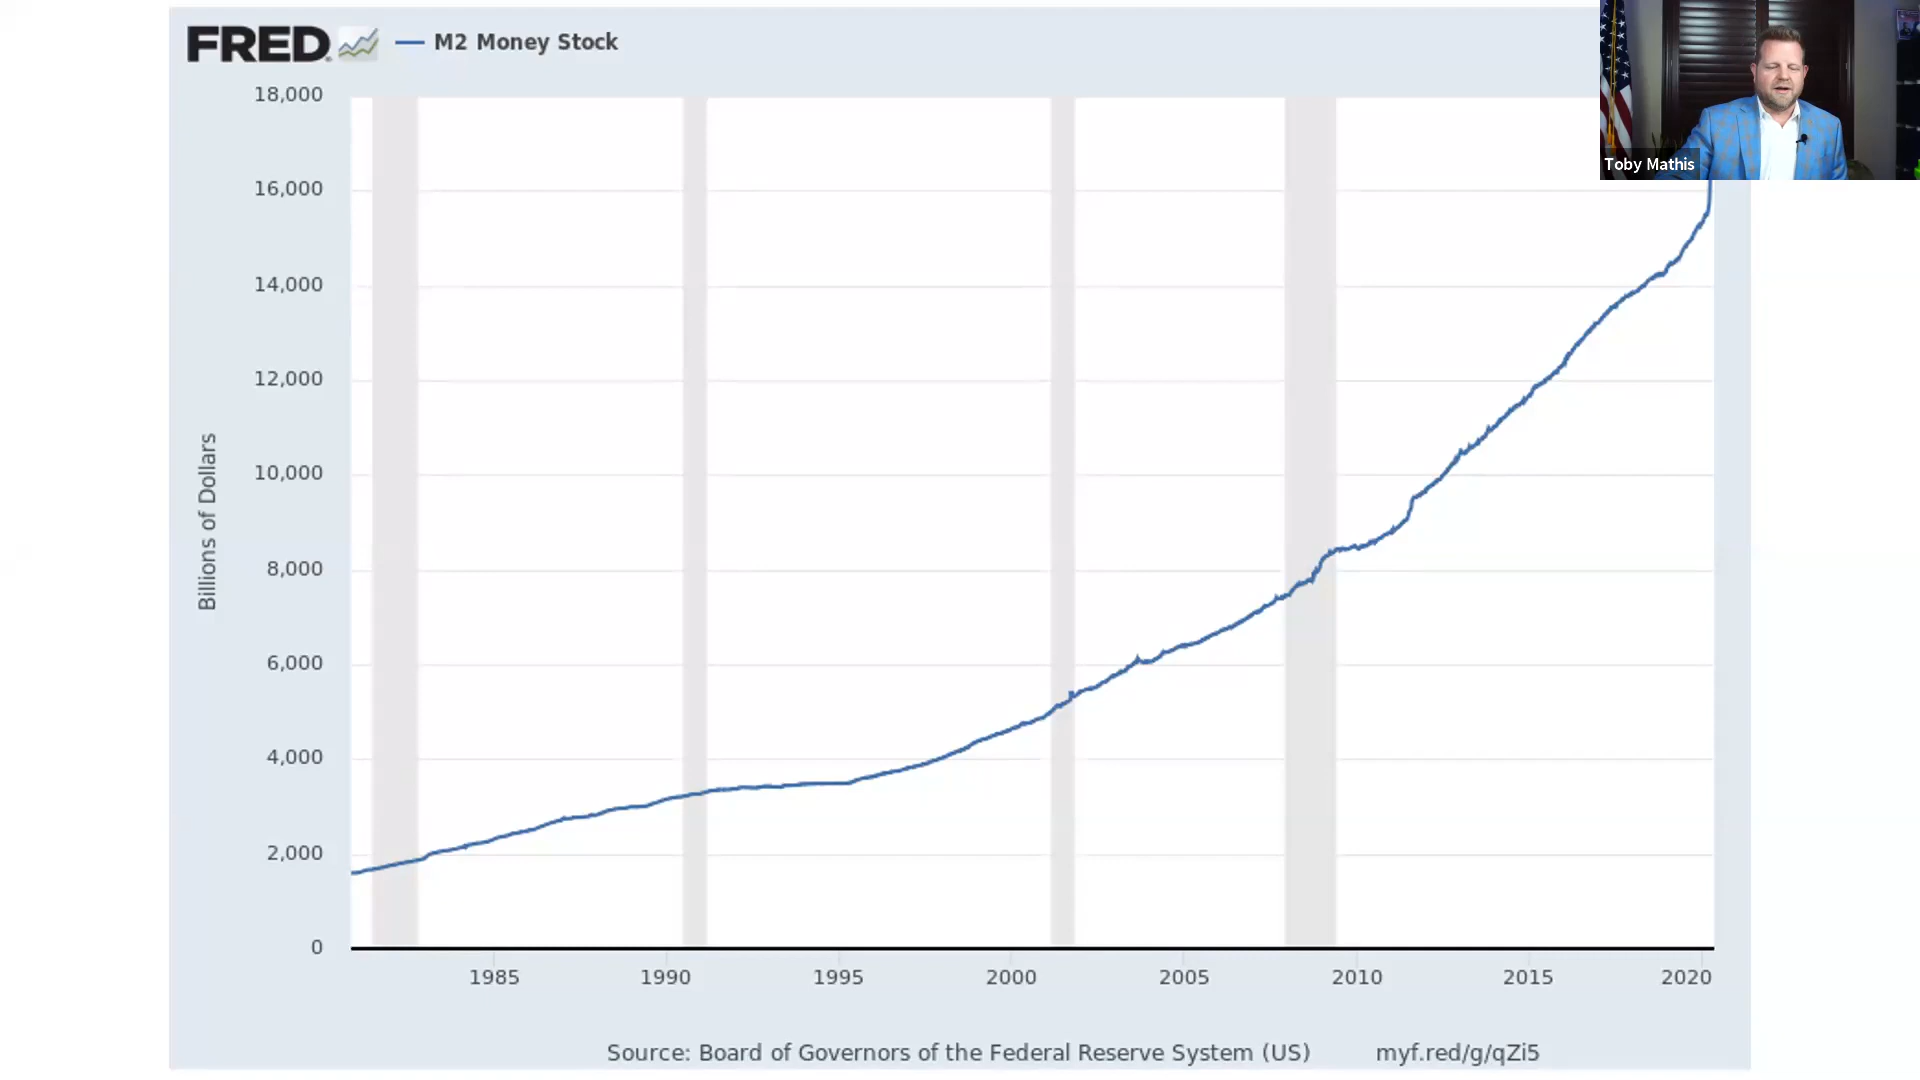 FRED
M2 Money Stock
18,000
16,000
14,000
12,000
10,000
8,000
6,000
4,000
2,000
0
Billions of Dollars
1985 1990 1995 2000 2005 2010 2015 2020
Source: Board of Governors of the Federal Reserve System (US) myf.red/g/qZi5
Toby Mathis